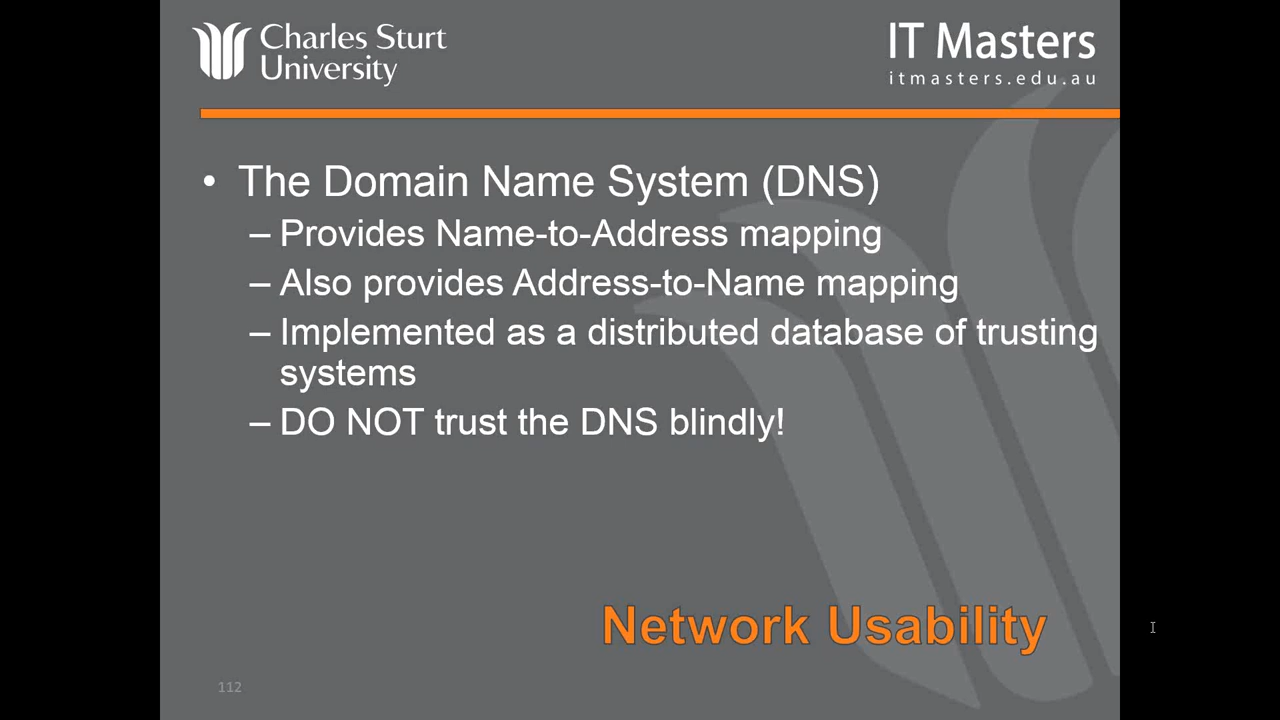 Charles Sturt
University
IT Masters
itmasters.edu.au
• The Domain Name System (DNS)
– Provides Name-to-Address mapping
– Also provides Address-to-Name mapping
– Implemented as a distributed database of trusting
systems
– DO NOT trust the DNS blindly!
Network Usability
112